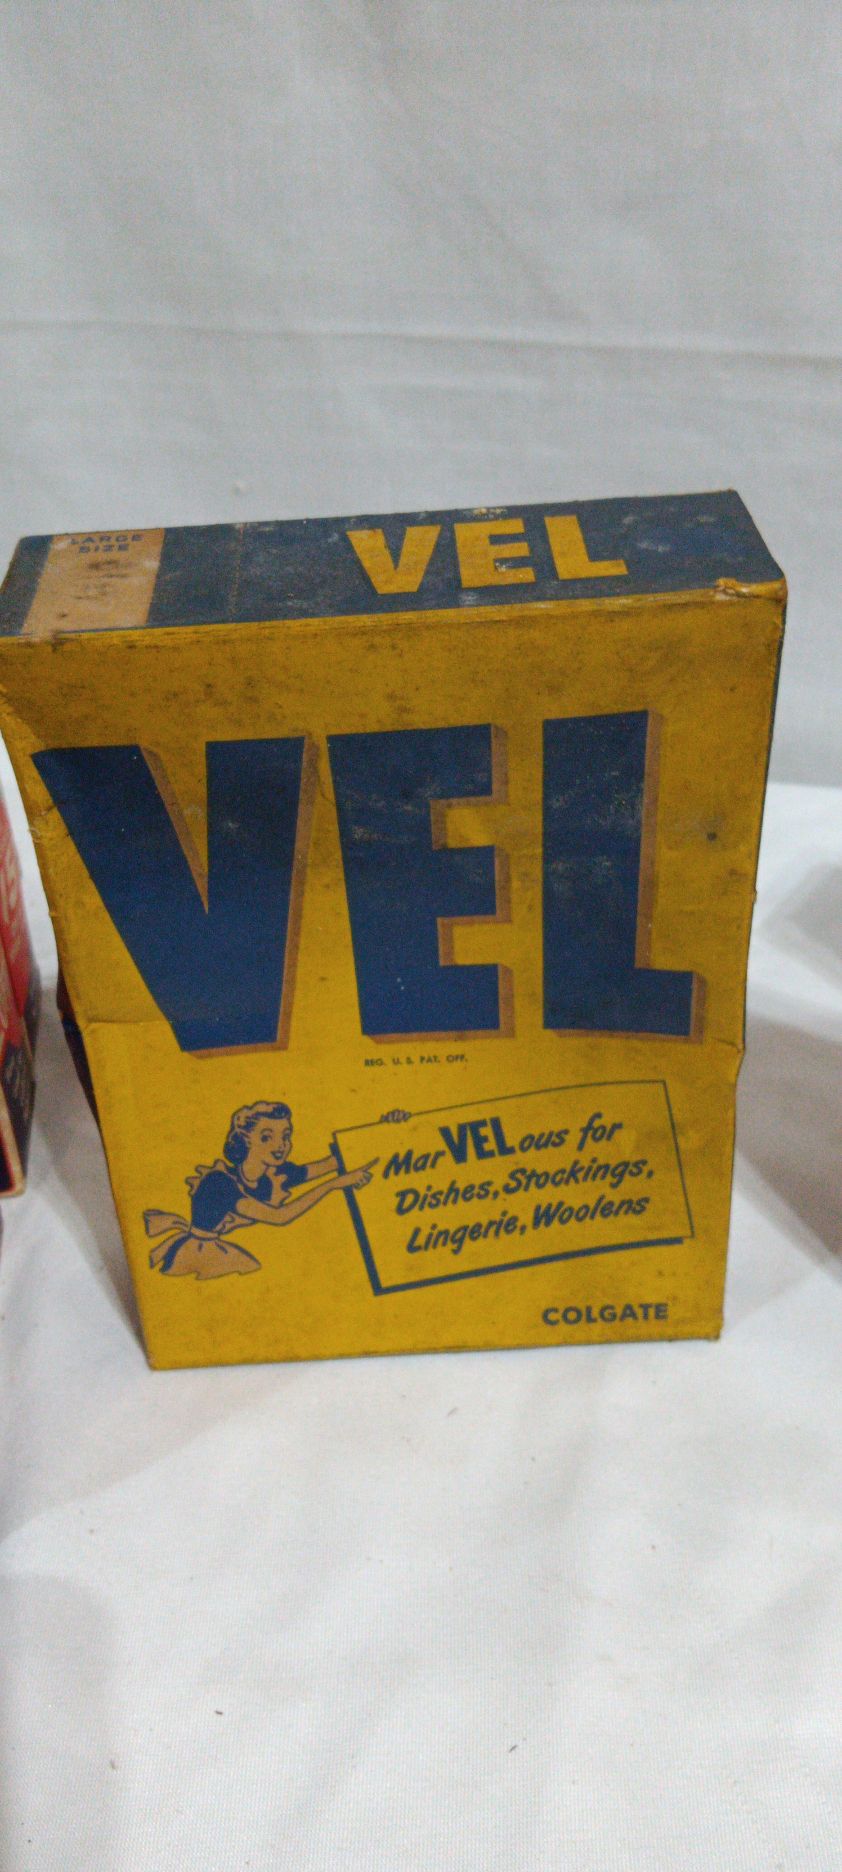 LARGE
SIZE
VEL
VEL
REG. U. S. PAT. OFF.
MarVELous for
Dishes, Stockings,
Lingerie, Woolens
COLGATE